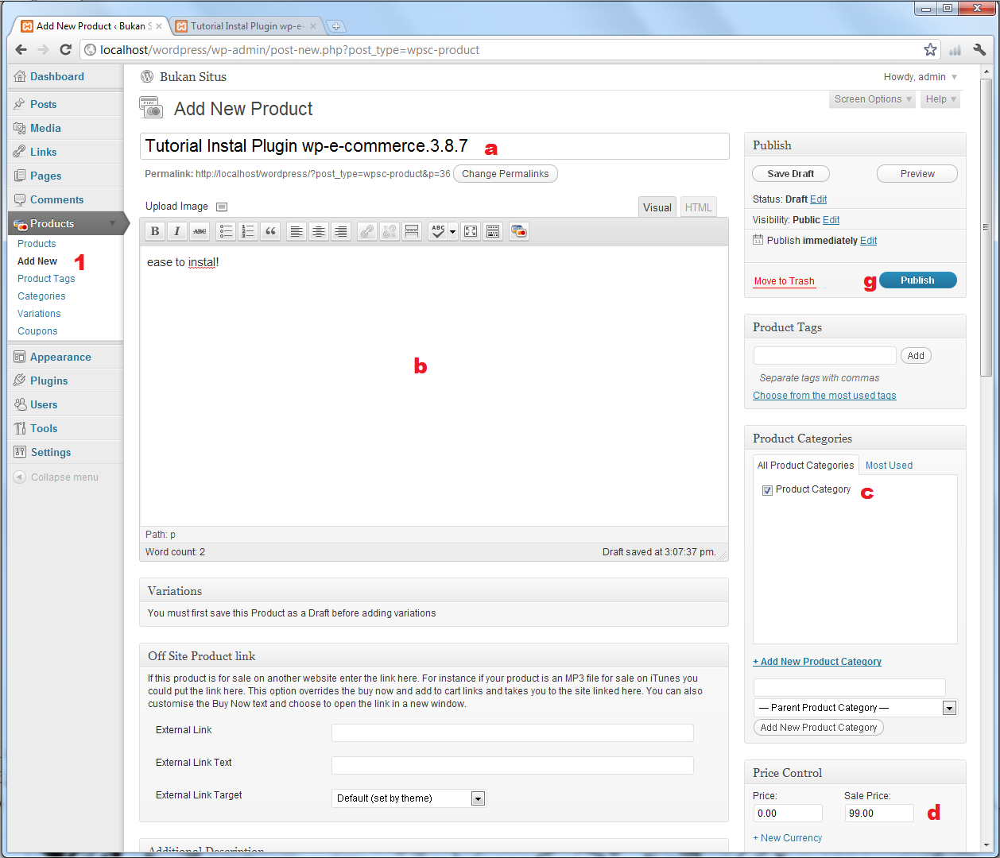 Add New Product ‹ Bukan S
Tutorial Instal Plugin wp-e-
localhost/wordpress/wp-admin/post-new.php?post_type=wpsc-product
Dashboard
Posts
Media
Links
Pages
Comments
Products
Products
Add New
1
Product Tags
Categories
Variations
Coupons
Appearance
Plugins
Users
Tools
Settings
Collapse menu
Bukan Situs
Howdy, admin
Screen Options
Help
Add New Product
Tutorial Instal Plugin wp-e-commerce.3.8.7
a
Permalink: http://localhost/wordpress/?post_type=wpsc-product&p=36
Change Permalinks
Upload Image
Visual
HTML
B
I
ABC
ABC
ease to instal!
b
Path: p
Word count: 2
Draft saved at 3:07:37 pm.
Variations
You must first save this Product as a Draft before adding variations
Off Site Product link
If this product is for sale on another website enter the link here. For instance if your product is an MP3 file for sale on iTunes you
could put the link here. This option overrides the buy now and add to cart links and takes you to the site linked here. You can also
customise the Buy Now text and choose to open the link in a new window.
External Link
External Link Text
External Link Target
Default (set by theme)
Additional Description
Publish
Save Draft
Preview
Status: Draft Edit
Visibility: Public Edit
Publish immediately Edit
Move to Trash
g
Publish
Product Tags
Add
Separate tags with commas
Choose from the most used tags
Product Categories
All Product Categories
Most Used
Product Category
c
+ Add New Product Category
— Parent Product Category —
Add New Product Category
Price Control
Price:
Sale Price:
0.00
99.00
d
+ New Currency